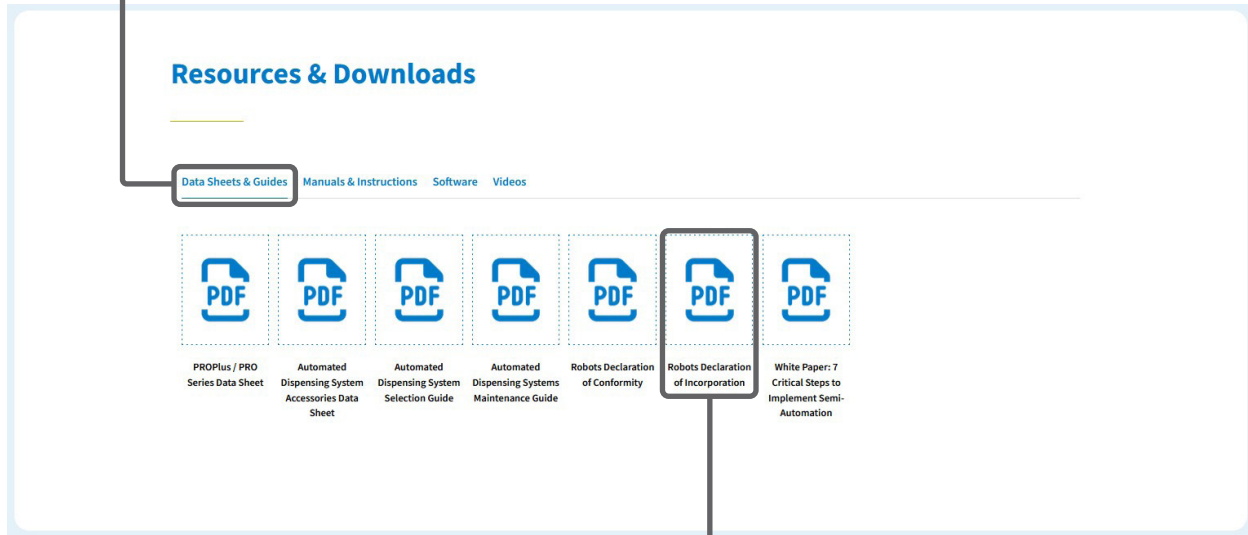 Resources & Downloads
Data Sheets & Guides Manuals & Instructions Software Videos
PDF PDF PDF PDF PDF PDF PDF
PROPlus / PRO
Series Data Sheet
Automated
Dispensing System
Accessories Data
Sheet
Automated
Dispensing System
Selection Guide
Automated
Dispensing Systems
Maintenance Guide
Robots Declaration
of Conformity
Robots Declaration
of Incorporation
White Paper: 7
Critical Steps to
Implement Semi-
Automation